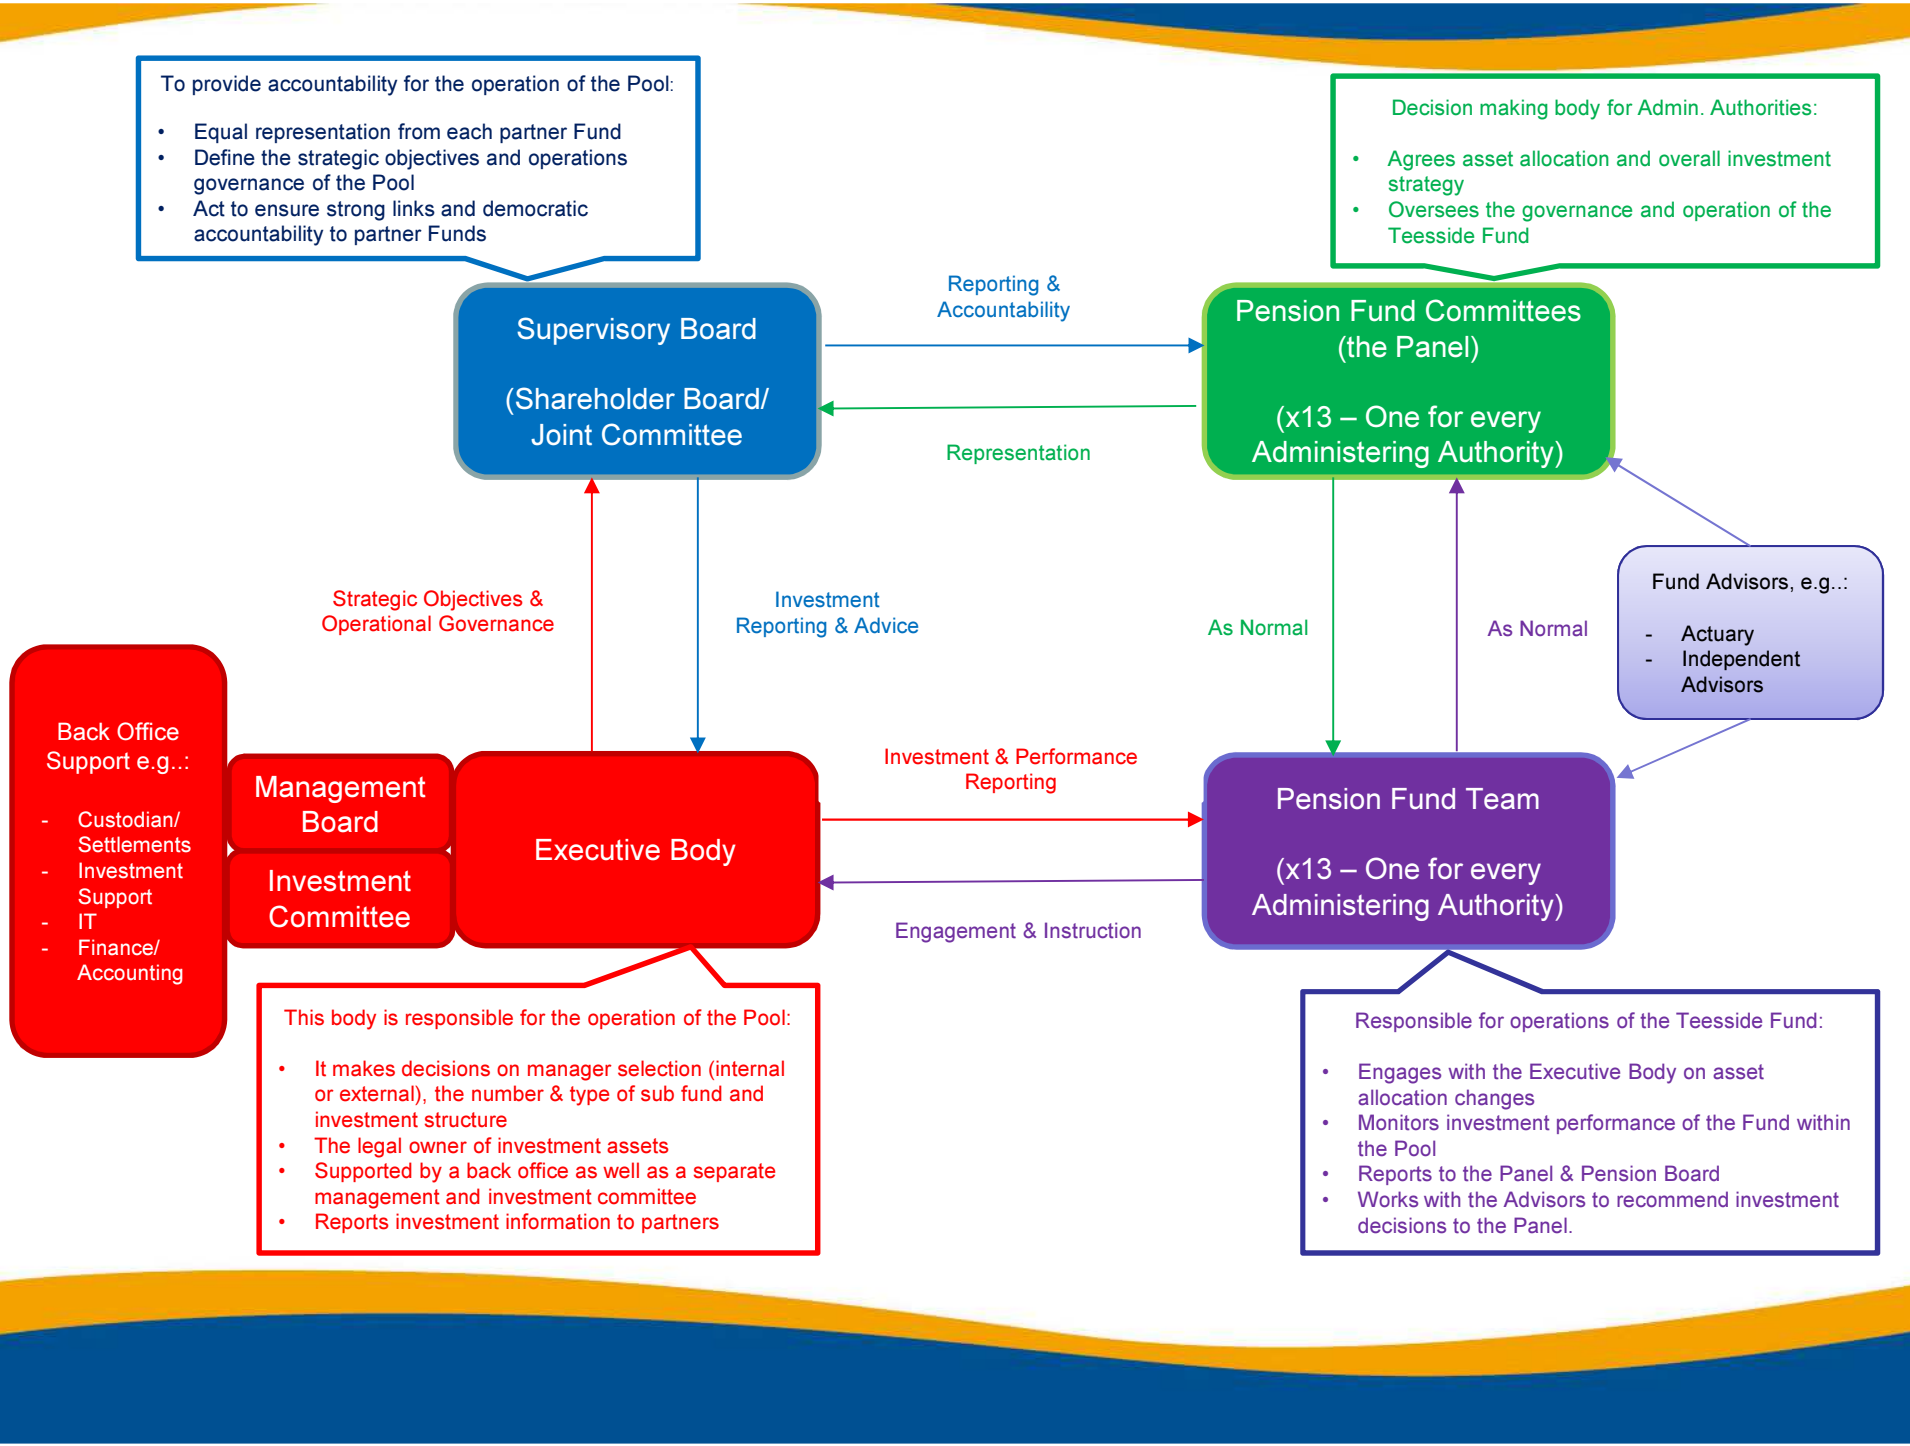 To provide accountability for the operation of the Pool:
• Equal representation from each partner Fund
• Define the strategic objectives and operations
governance of the Pool
• Act to ensure strong links and democratic
accountability to partner Funds
Decision making body for Admin. Authorities:
• Agrees asset allocation and overall investment
strategy
• Oversees the governance and operation of the
Teesside Fund
Supervisory Board
(Shareholder Board/
Joint Committee
Reporting &
Accountability
Representation
Pension Fund Committees
(the Panel)
(x13 – One for every
Administering Authority)
Strategic Objectives &
Operational Governance
Investment
Reporting & Advice
As Normal
As Normal
Fund Advisors, e.g..:
- Actuary
- Independent
Advisors
Back Office
Support e.g..:
- Custodian/
Settlements
- Investment
Support
- IT
- Finance/
Accounting
Management
Board
Investment
Committee
Executive Body
Investment & Performance
Reporting
Engagement & Instruction
Pension Fund Team
(x13 – One for every
Administering Authority)
This body is responsible for the operation of the Pool:
• It makes decisions on manager selection (internal
or external), the number & type of sub fund and
investment structure
• The legal owner of investment assets
• Supported by a back office as well as a separate
management and investment committee
• Reports investment information to partners
Responsible for operations of the Teesside Fund:
• Engages with the Executive Body on asset
allocation changes
• Monitors investment performance of the Fund within
the Pool
• Reports to the Panel & Pension Board
• Works with the Advisors to recommend investment
decisions to the Panel.